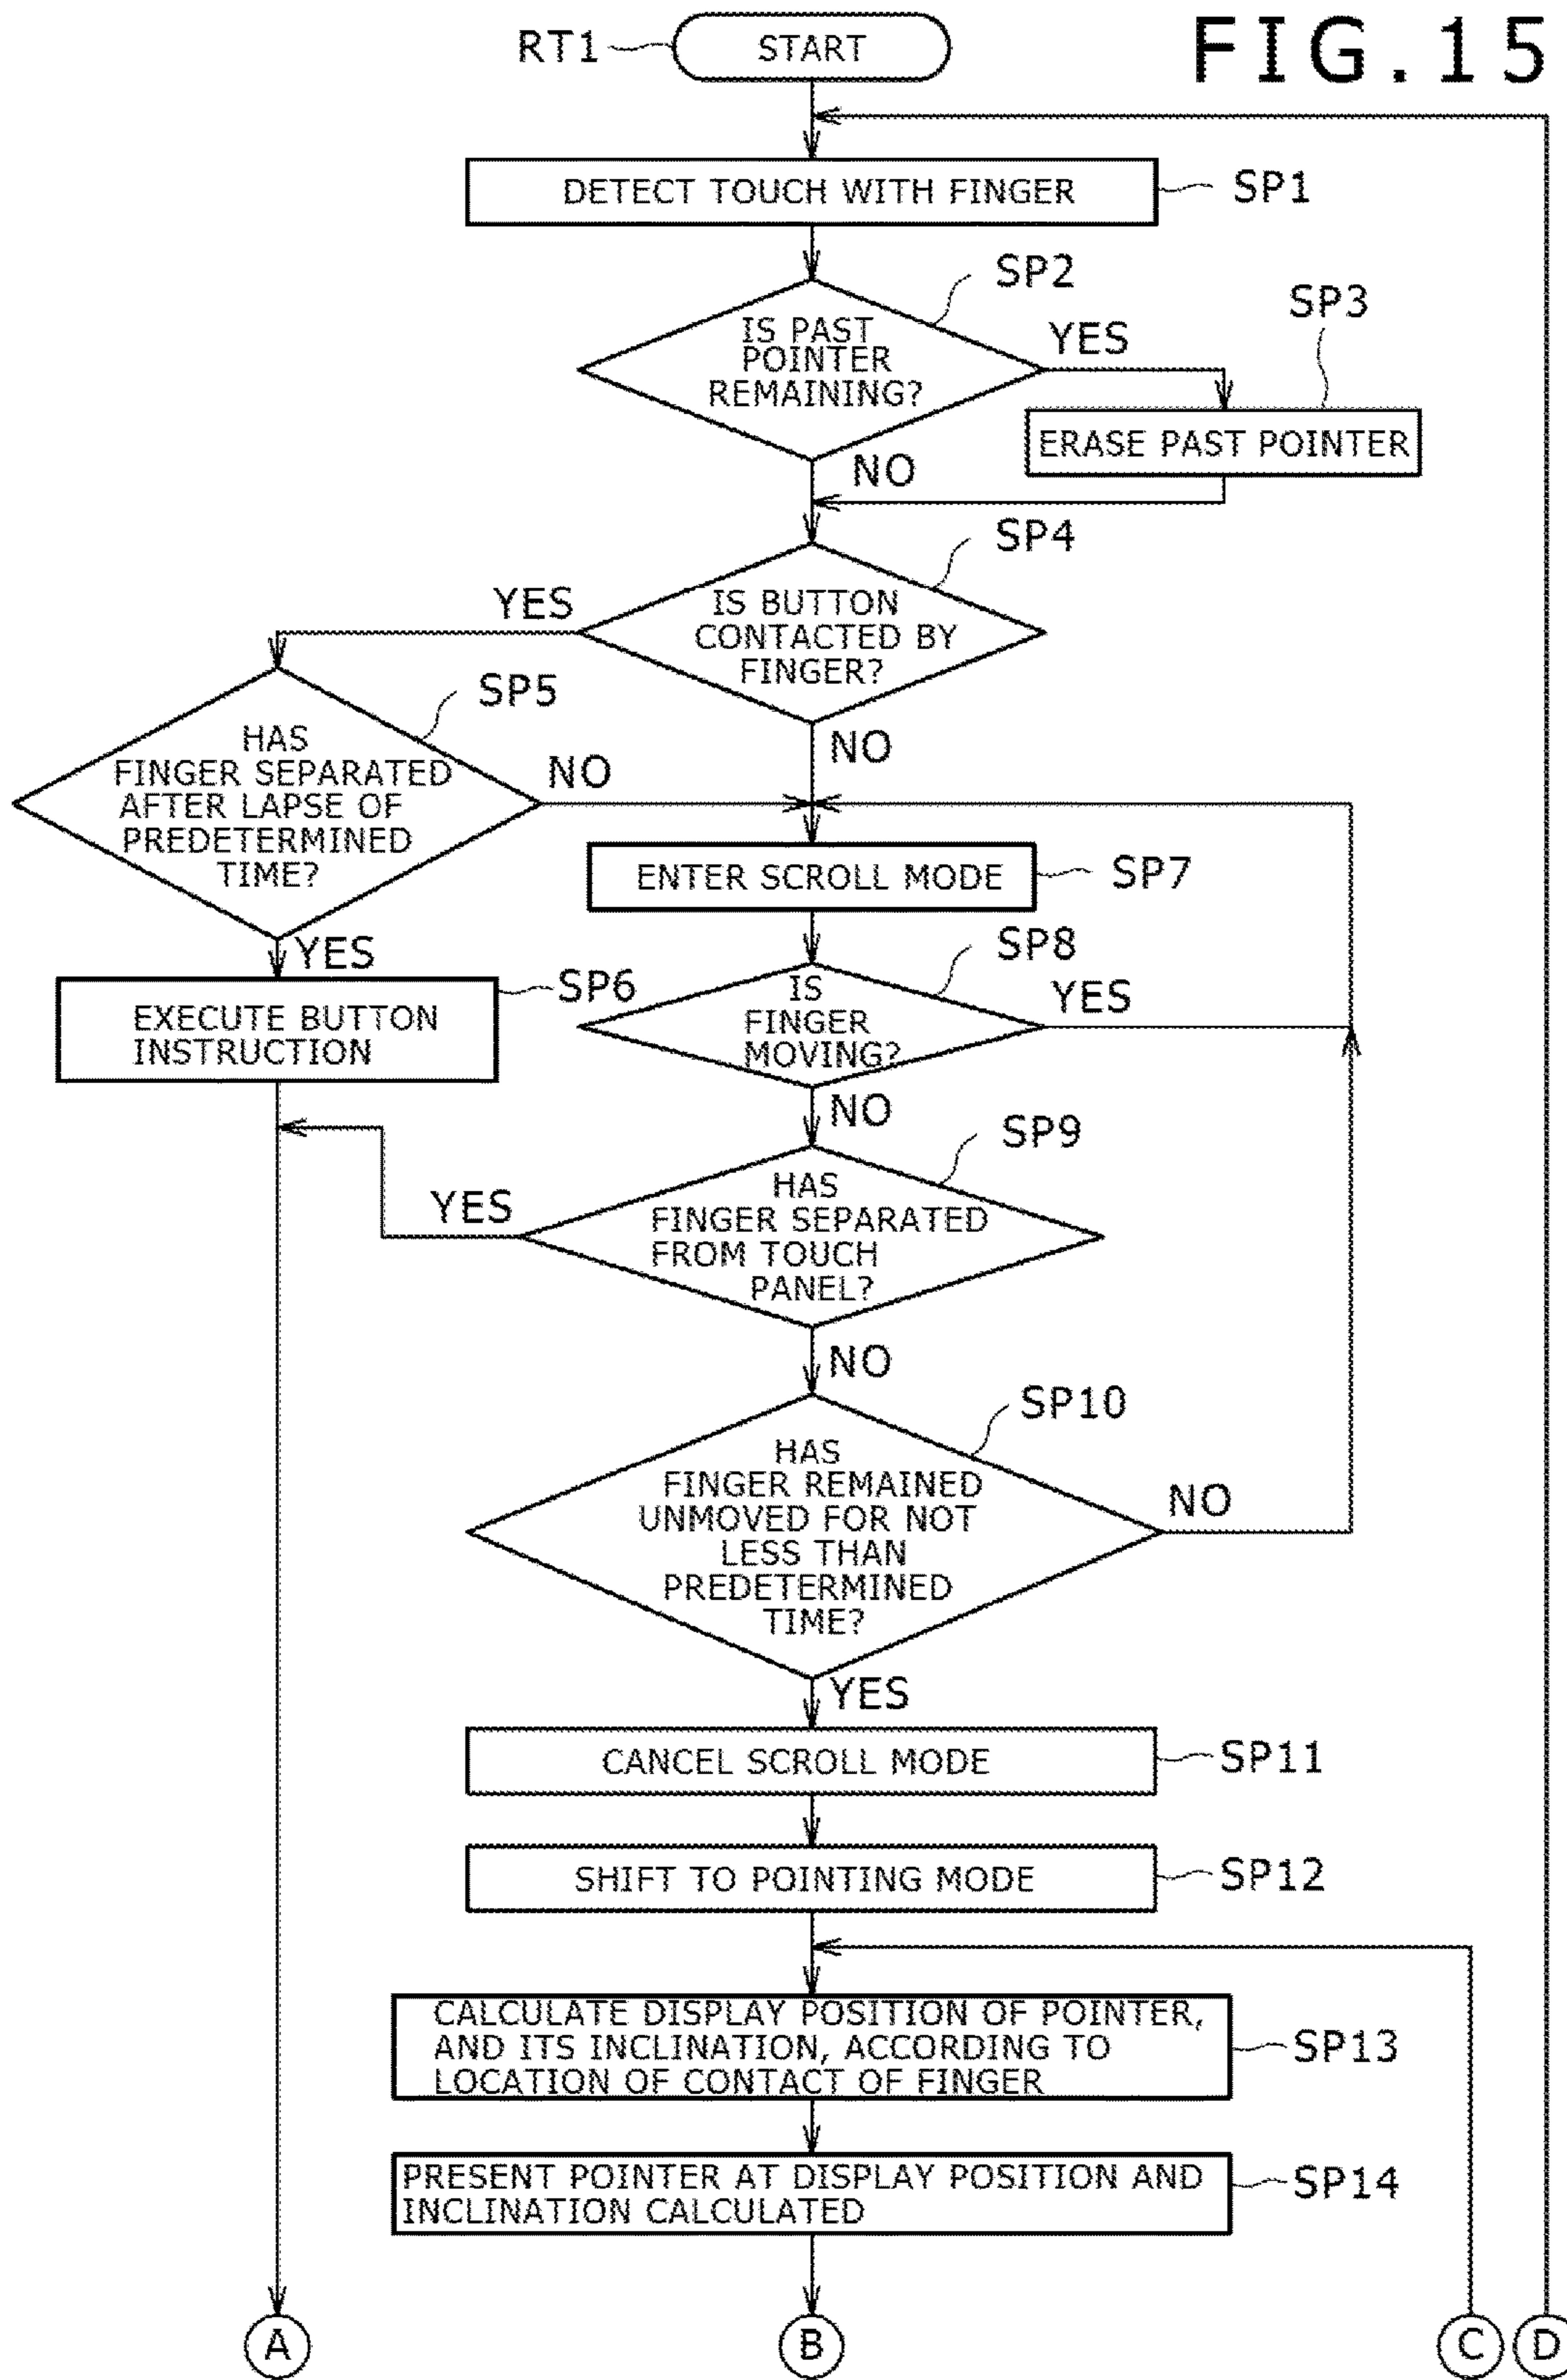 FIG.15
RT1
START
DETECT TOUCH WITH FINGER
SP1
SP2
IS PAST
POINTER
REMAINING?
YES
SP3
ERASE PAST POINTER
NO
SP4
IS BUTTON
CONTACTED BY
FINGER?
YES
NO
SP5
HAS
FINGER SEPARATED
AFTER LAPSE OF
PREDETERMINED
TIME?
NO
YES
ENTER SCROLL MODE
SP7
SP6
EXECUTE BUTTON
INSTRUCTION
SP8
IS
FINGER
MOVING?
YES
NO
SP9
HAS
FINGER SEPARATED
FROM TOUCH
PANEL?
YES
NO
SP10
HAS
FINGER REMAINED
UNMOVED FOR NOT
LESS THAN
PREDETERMINED
TIME?
NO
YES
CANCEL SCROLL MODE
SP11
SHIFT TO POINTING MODE
SP12
CALCULATE DISPLAY POSITION OF POINTER,
AND ITS INCLINATION, ACCORDING TO
LOCATION OF CONTACT OF FINGER
SP13
PRESENT POINTER AT DISPLAY POSITION AND
INCLINATION CALCULATED
SP14
A
B
C
D